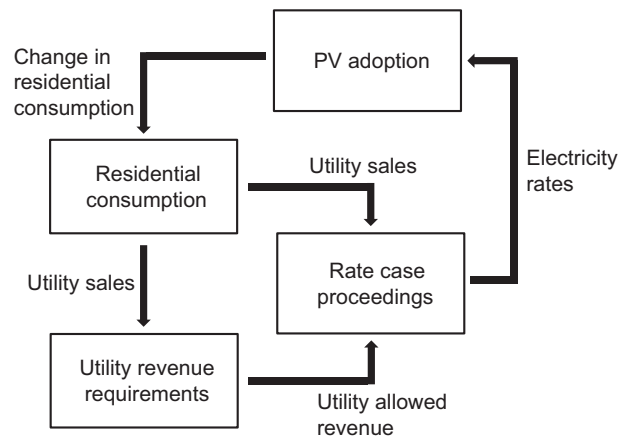 Change in
residential
consumption
PV adoption
Residential
consumption
Utility sales
Electricity
rates
Utility sales
Rate case
proceedings
Utility revenue
requirements
Utility allowed
revenue